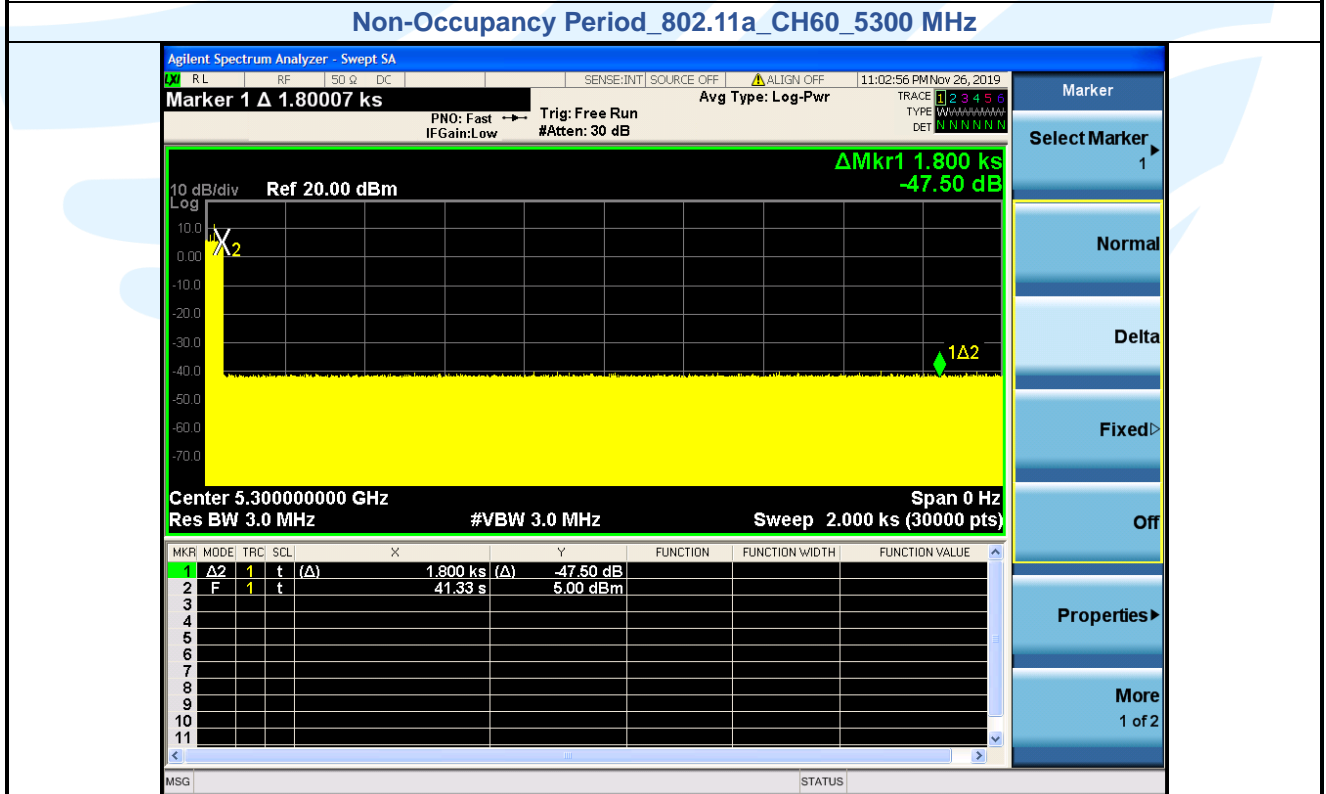 Non-Occupancy Period_802.11a_CH60_5300 MHz
Agilent Spectrum Analyzer - Swept SA
LXI RL RF 50 Ω DC SENSE:INT SOURCE OFF ALIGN OFF 11:02:56 PM Nov 26, 2019
Marker 1 Δ 1.80007 ks
PNO: Fast
IFGain:Low
Trig: Free Run
#Atten: 30 dB
Avg Type: Log-Pwr
TRACE 1 2 3 4 5 6
TYPE WWWWWW
DET N N N N N N
ΔMkr1 1.800 ks
-47.50 dB
10 dB/div Ref 20.00 dBm
Log
10.0
0.00
-10.0
-20.0
-30.0
-40.0
-50.0
-60.0
-70.0
X2
1Δ2
Center 5.300000000 GHz Span 0 Hz
Res BW 3.0 MHz #VBW 3.0 MHz Sweep 2.000 ks (30000 pts)
MKR MODE TRC SCL X Y FUNCTION FUNCTION WIDTH FUNCTION VALUE
1 Δ2 1 t (Δ) 1.800 ks (Δ) -47.50 dB
2 F 1 t 41.33 s 5.00 dBm
3
4
5
6
7
8
9
10
11
MSG STATUS
Marker
Select Marker
1
Normal
Delta
Fixed
Off
Properties
More
1 of 2